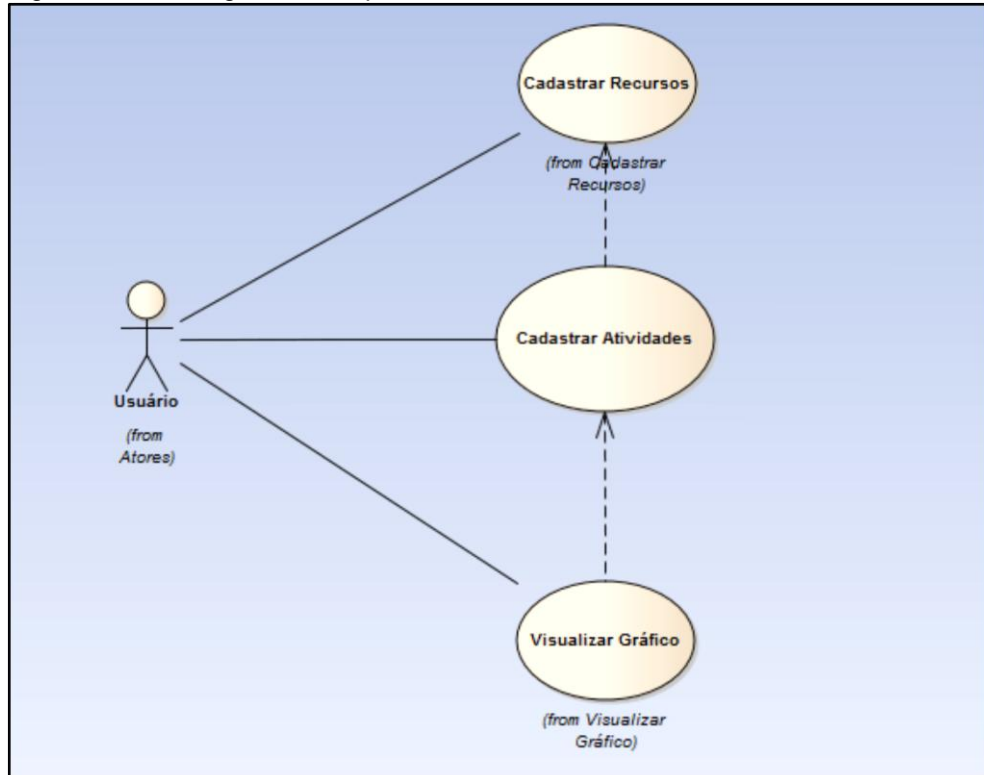 Cadastrar Recursos
(from Cadastrar
Recursos)
Cadastrar Atividades
Usuário
(from
Atores)
Visualizar Gráfico
(from Visualizar
Gráfico)